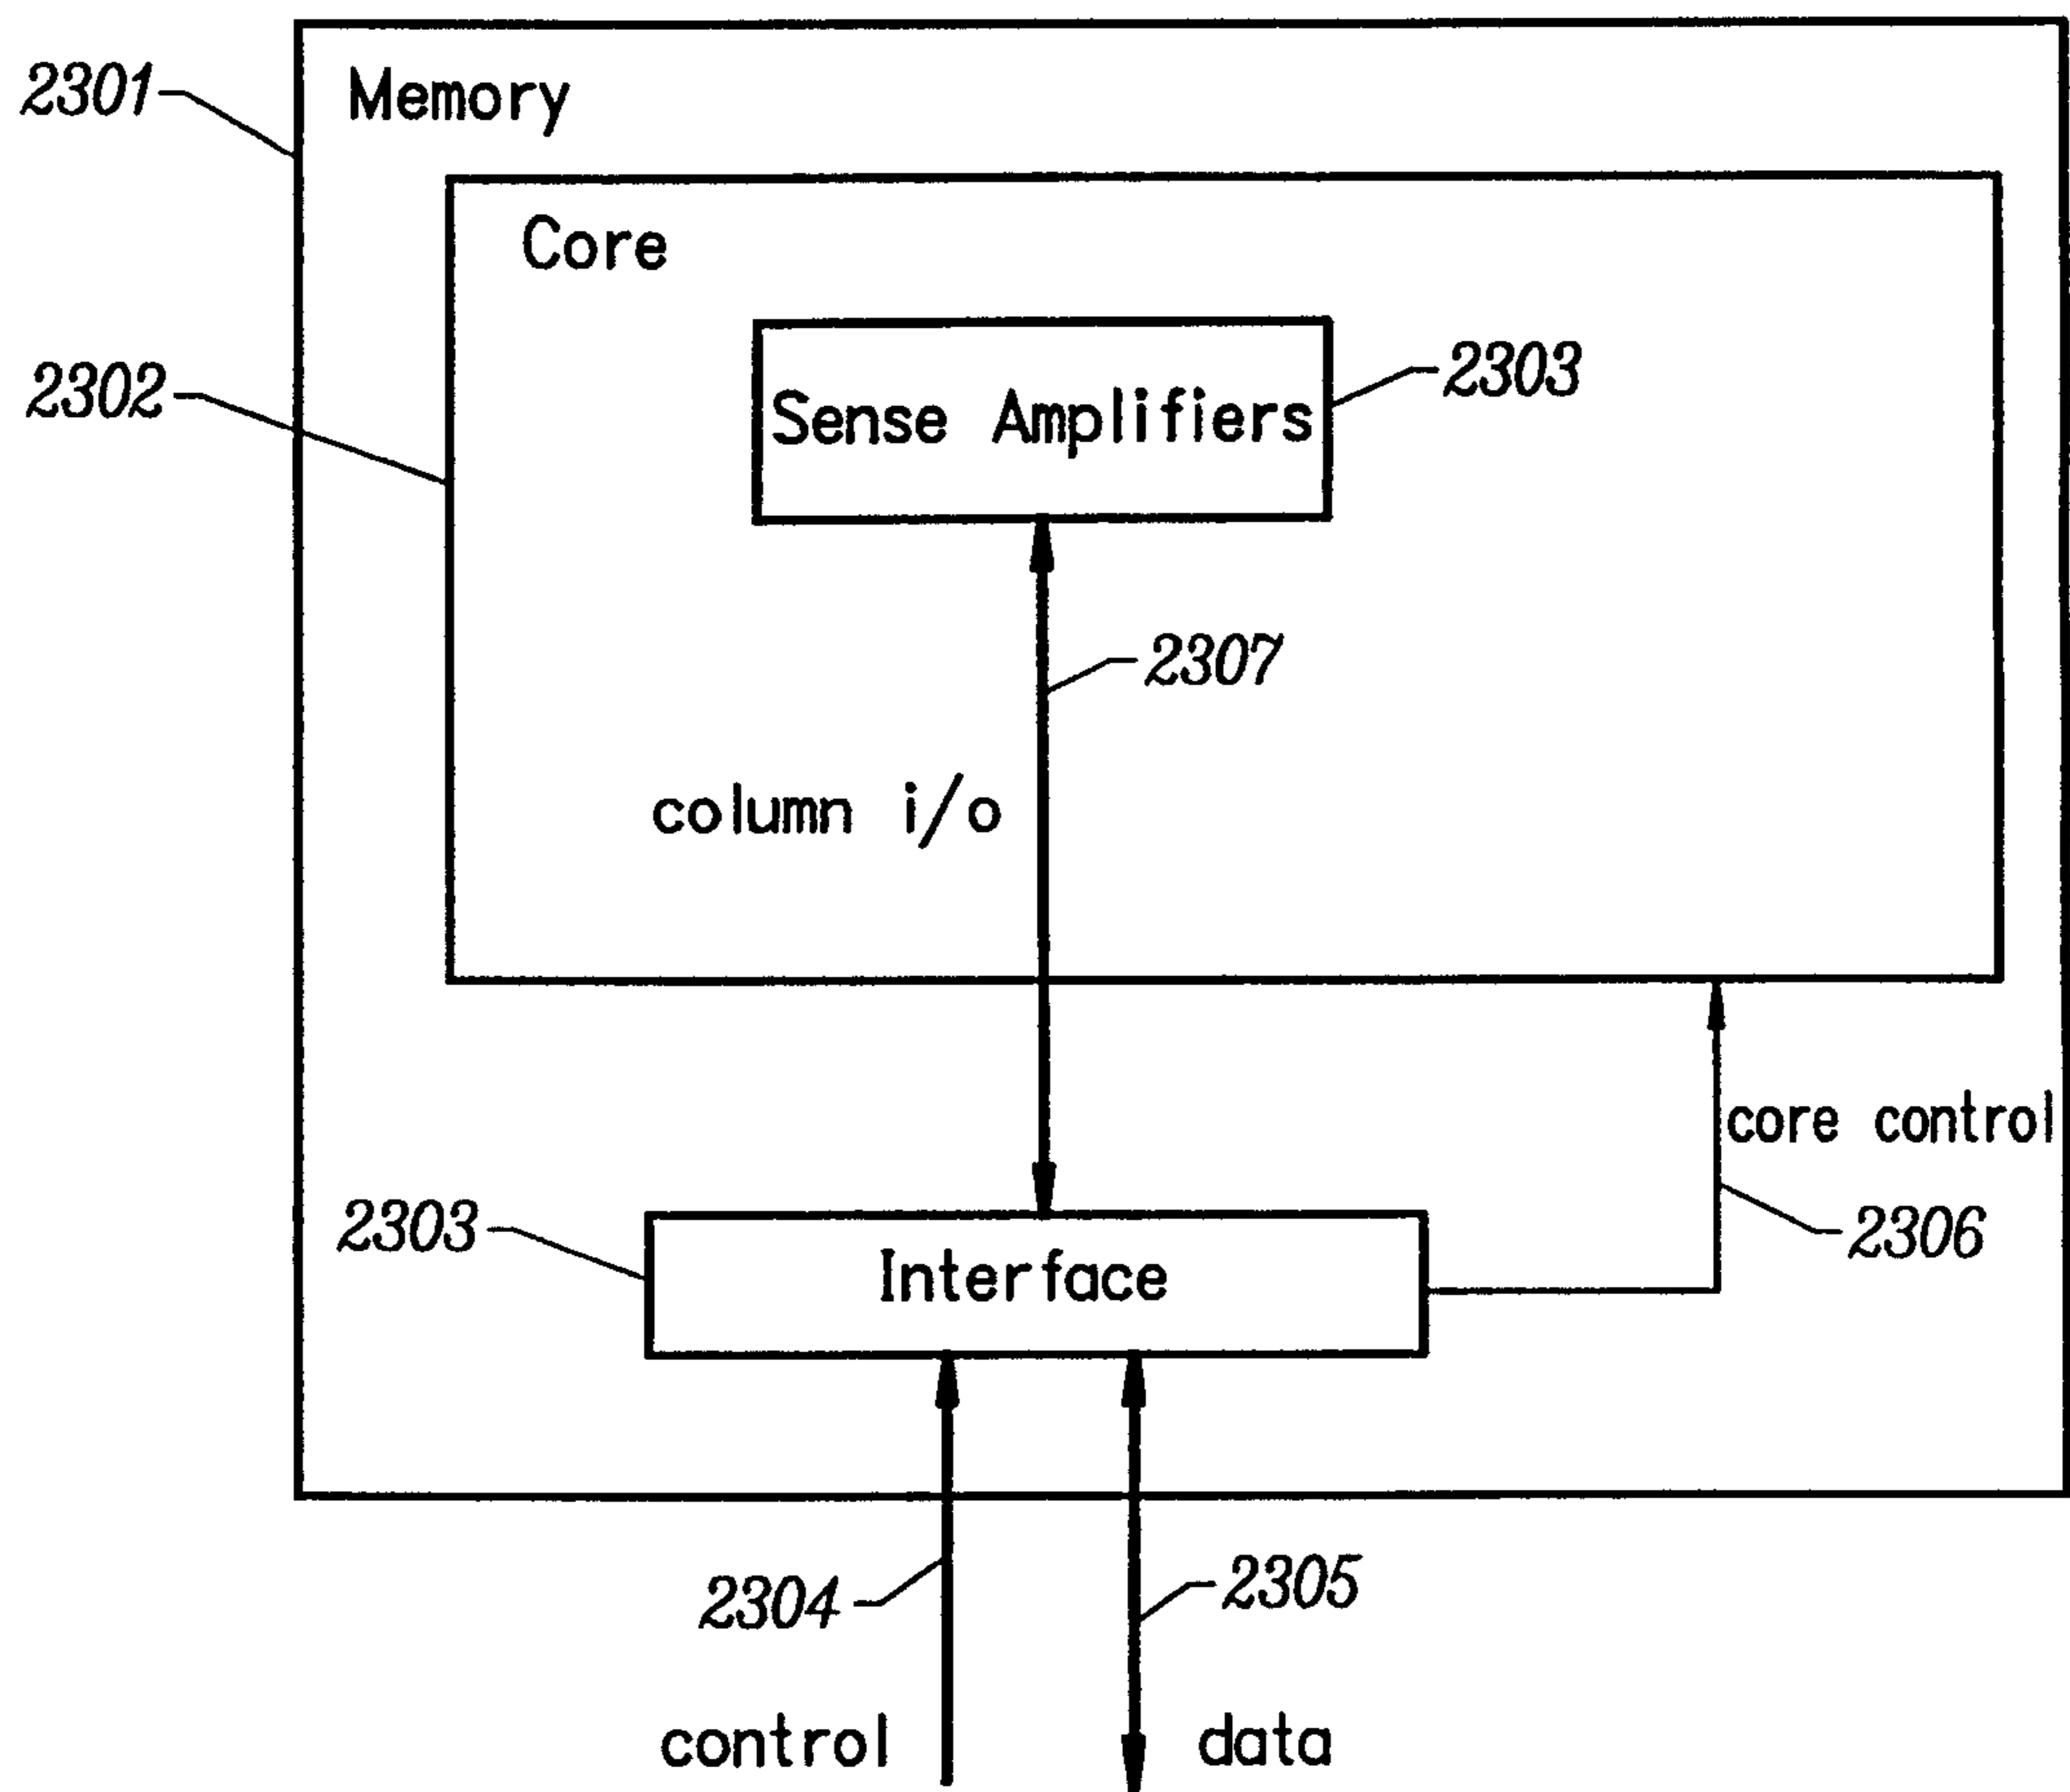 2301
Memory
Core
2302
Sense Amplifiers
2303
2307
column i/o
core control
2303
Interface
2306
2304
2305
control
data